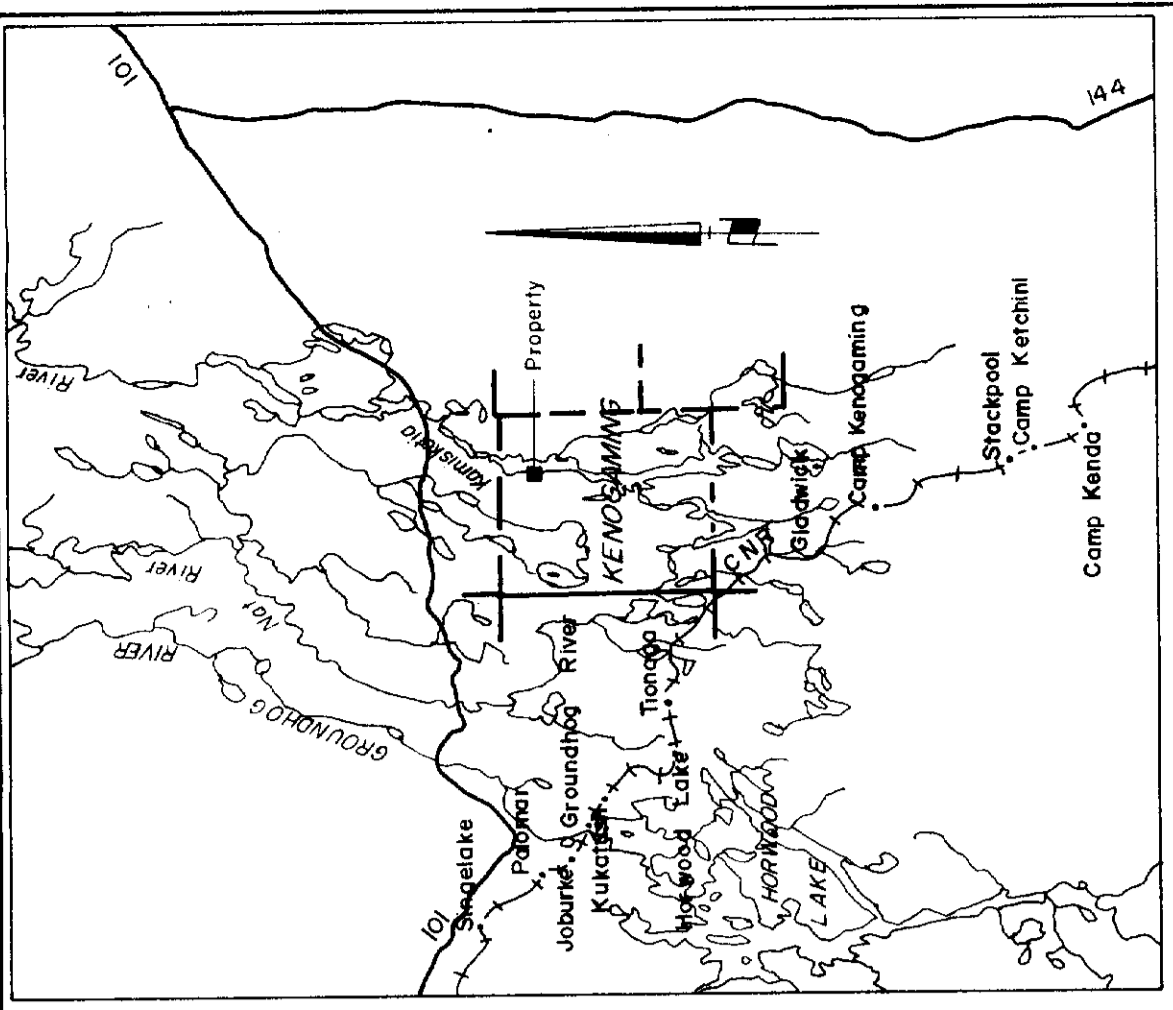 101
144
River
Kamiskotia
River
Nat
RIVER
GROUNDHOG
Property
KENOGAMING
CNR
Gladwick
Camp Kenogaming
Stackpool
Camp Ketchini
Camp Kenda
Tionaga
Groundhog River
Palomar
101
Singelake
Joburke
Kukatush
Horwood Lake
HORWOOD
LAKE
N